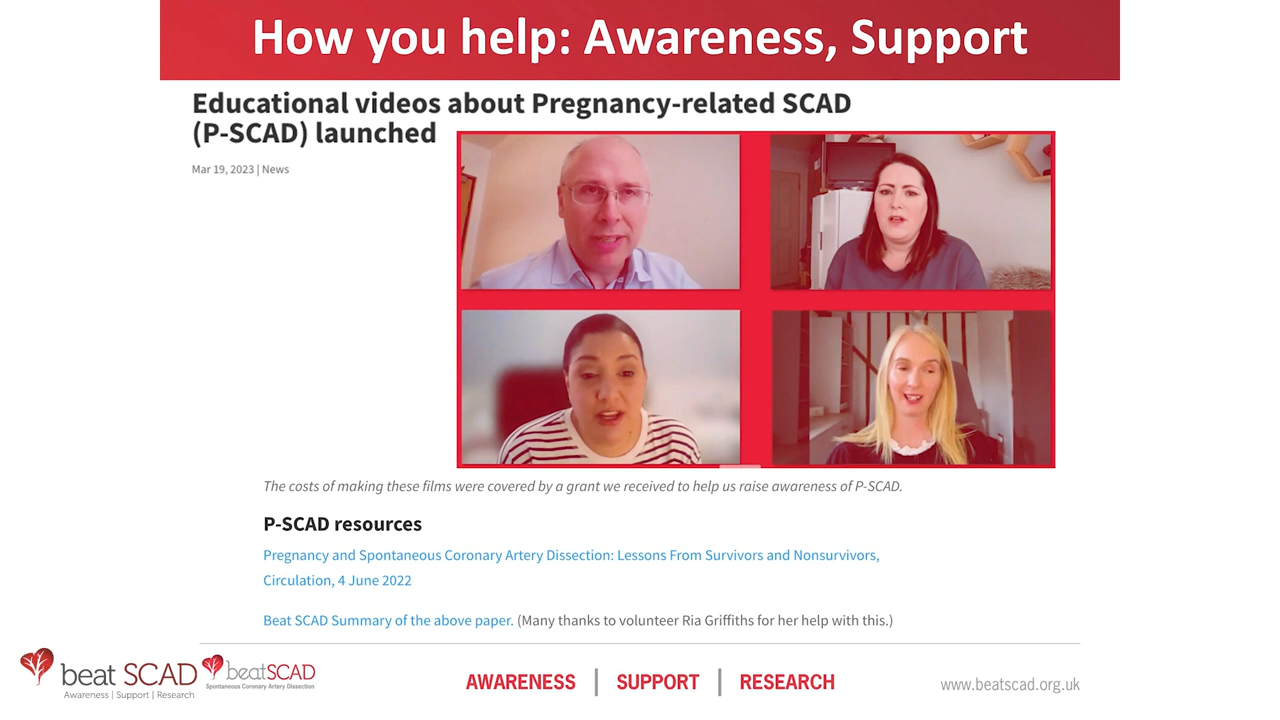 How you help: Awareness, Support
Educational videos about Pregnancy-related SCAD
(P-SCAD) launched
Mar 19, 2023 | News
The costs of making these films were covered by a grant we received to help us raise awareness of P-SCAD.
P-SCAD resources
Pregnancy and Spontaneous Coronary Artery Dissection: Lessons From Survivors and Nonsurvivors,
Circulation, 4 June 2022
Beat SCAD Summary of the above paper. (Many thanks to volunteer Ria Griffiths for her help with this.)
beat SCAD
Awareness | Support | Research
beatSCAD
Spontaneous Coronary Artery Dissection
AWARENESS | SUPPORT | RESEARCH
www.beatscad.org.uk